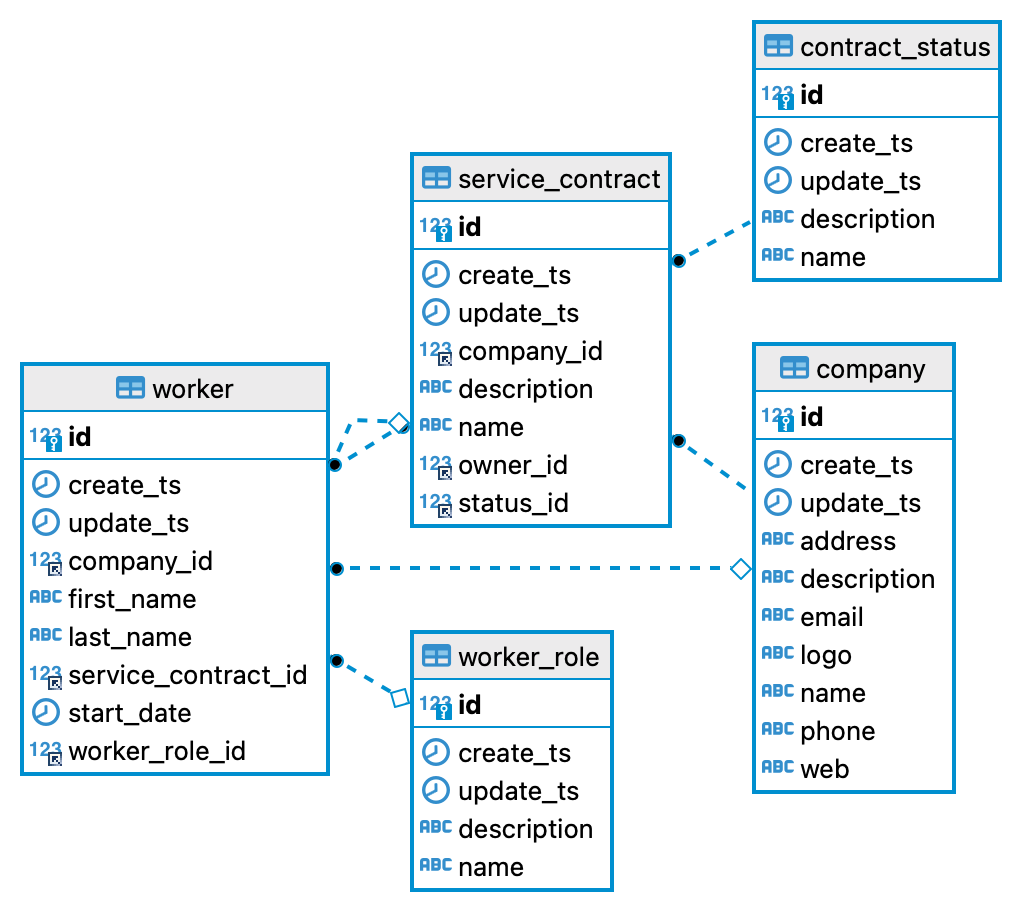 contract_status
123 id
create_ts
update_ts
ABC description
ABC name
service_contract
123 id
create_ts
update_ts
123 company_id
ABC description
ABC name
123 owner_id
123 status_id
company
123 id
create_ts
update_ts
ABC address
ABC description
ABC email
ABC logo
ABC name
ABC phone
ABC web
worker
123 id
create_ts
update_ts
123 company_id
ABC first_name
ABC last_name
123 service_contract_id
start_date
123 worker_role_id
worker_role
123 id
create_ts
update_ts
ABC description
ABC name